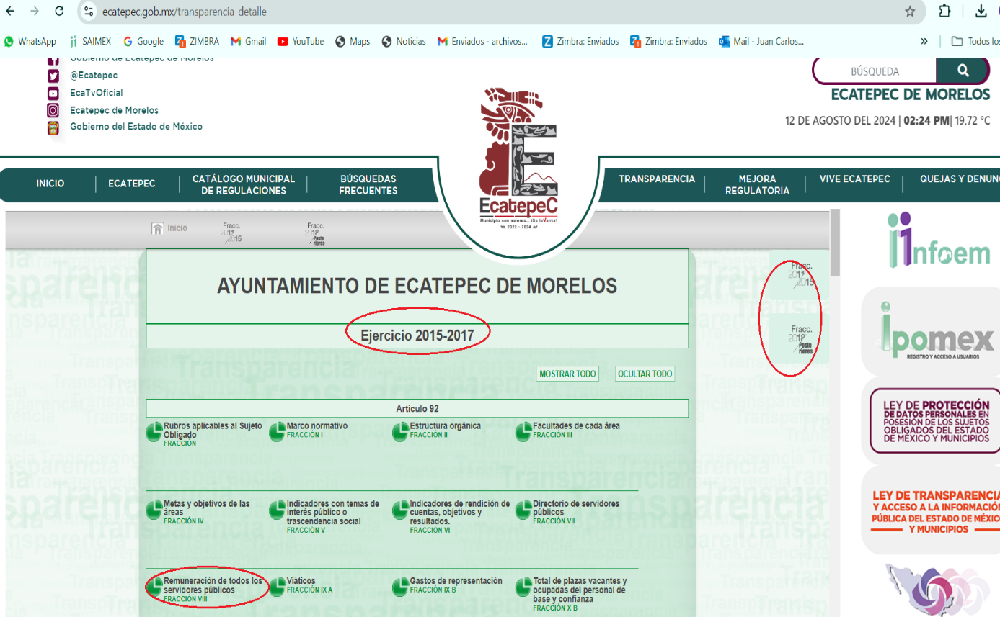 ecatepec.gob.mx/transparencia-detalle
WhatsApp
SAIMEX
Google
ZIMBRA
Gmail
YouTube
Maps
Noticias
Enviados - archivos...
Zimbra: Enviados
Zimbra: Enviados
Mail - Juan Carlos...
»
Todos los
Gobierno de Ecatepec de Morelos
@Ecatepec
EcaTvOficial
Ecatepec de Morelos
Gobierno del Estado de México
BÚSQUEDA
ECATEPEC DE MORELOS
12 DE AGOSTO DEL 2024 | 02:24 PM| 19.72 °C
INICIO
ECATEPEC
CATÁLOGO MUNICIPAL
DE REGULACIONES
BÚSQUEDAS
FRECUENTES
EcatepeC
Municipio con valores... ¡Se leVanta!
2022 - 2024
TRANSPARENCIA
MEJORA
REGULATORIA
VIVE ECATEPEC
QUEJAS Y DENUNC
Inicio
Fracc.
2011
/2015
Fracc.
2018
/Poste
riores
AYUNTAMIENTO DE ECATEPEC DE MORELOS
Ejercicio 2015-2017
Fracc.
2011
/2015
Fracc.
2018
/Poste
riores
MOSTRAR TODO
OCULTAR TODO
Artículo 92
Rubros aplicables al Sujeto
Obligado
FRACCIÓN
Marco normativo
FRACCIÓN I
Estructura orgánica
FRACCIÓN II
Facultades de cada área
FRACCIÓN III
Metas y objetivos de las
áreas
FRACCIÓN IV
Indicadores con temas de
interés público o
trascendencia social
FRACCIÓN V
Indicadores de rendición de
cuentas, objetivos y
resultados.
FRACCIÓN VI
Directorio de servidores
públicos
FRACCIÓN VII
Remuneración de todos los
servidores públicos
FRACCIÓN VIII
Viáticos
FRACCIÓN IX A
Gastos de representación
FRACCIÓN IX B
Total de plazas vacantes y
ocupadas del personal de
base y confianza
FRACCIÓN X B
infoem
ipomex
REGISTRO Y ACCESO A USUARIOS
LEY DE PROTECCIÓN
DE DATOS PERSONALES EN
POSESIÓN DE LOS SUJETOS
OBLIGADOS DEL ESTADO
DE MÉXICO Y MUNICIPIOS
LEY DE TRANSPARENCIA
Y ACCESO A LA INFORMACIÓN
PÚBLICA DEL ESTADO DE MÉXICO
Y MUNICIPIOS